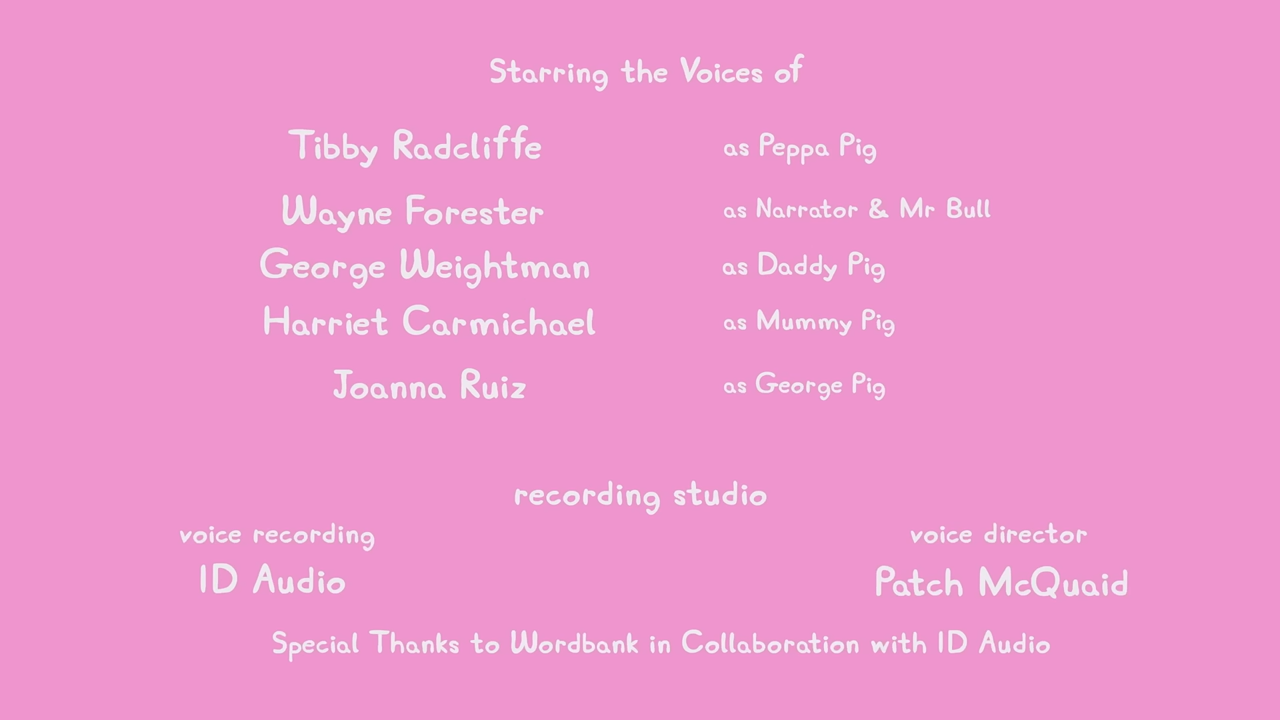 Starring the Voices of
Tibby Radcliffe as Peppa Pig
Wayne Forester as Narrator & Mr Bull
George Weightman as Daddy Pig
Harriet Carmichael as Mummy Pig
Joanna Ruiz as George Pig
recording studio
voice recording voice director
ID Audio Patch McQuaid
Special Thanks to Wordbank in Collaboration with ID Audio